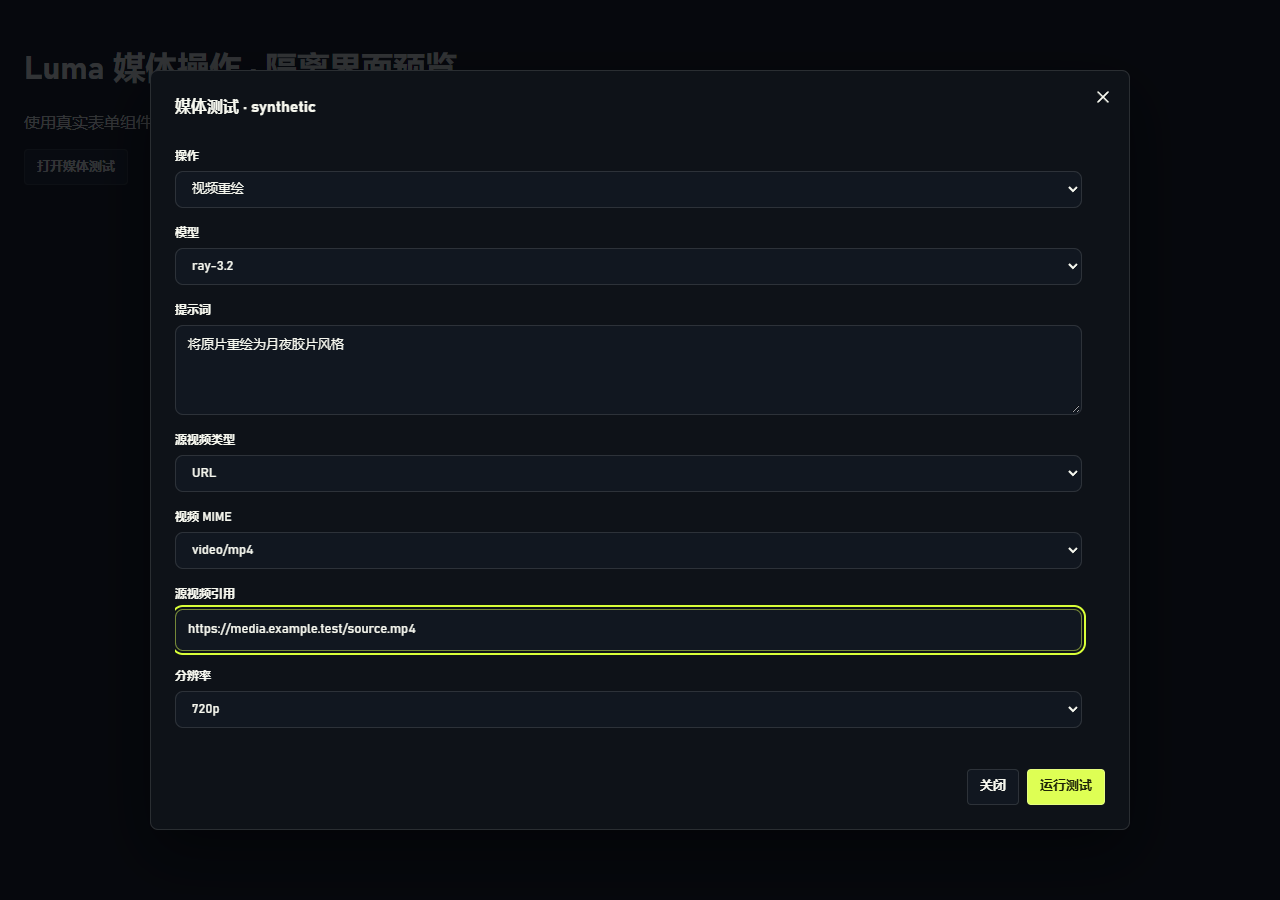 Luma 媒体操作 · 隔离界面预览
使用真实表单组件
打开媒体测试
媒体测试 · synthetic
操作
视频重绘
模型
ray-3.2
提示词
将原片重绘为月夜胶片风格
源视频类型
URL
视频 MIME
video/mp4
源视频引用
https://media.example.test/source.mp4
分辨率
720p
关闭
运行测试